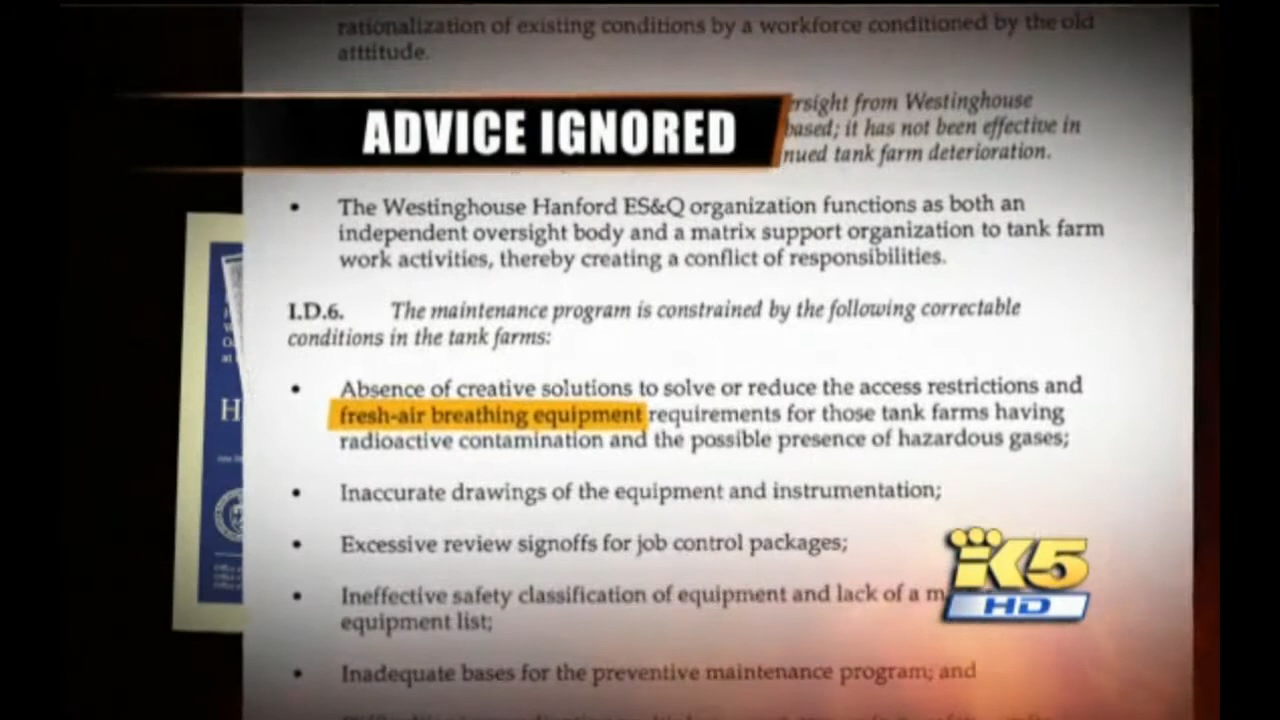 rationalization of existing conditions by a workforce conditioned by the old
atttitude.
ADVICE IGNORED
rsight from Westinghouse
based; it has not been effective in
nued tank farm deterioration.
• The Westinghouse Hanford ES&Q organization functions as both an
independent oversight body and a matrix support organization to tank farm
work activities, thereby creating a conflict of responsibilities.
I.D.6. The maintenance program is constrained by the following correctable
conditions in the tank farms:
• Absence of creative solutions to solve or reduce the access restrictions and
fresh-air breathing equipment requirements for those tank farms having
radioactive contamination and the possible presence of hazardous gases;
• Inaccurate drawings of the equipment and instrumentation;
• Excessive review signoffs for job control packages;
• Ineffective safety classification of equipment and lack of a m
equipment list;
• Inadequate bases for the preventive maintenance program; and
H
K5
HD